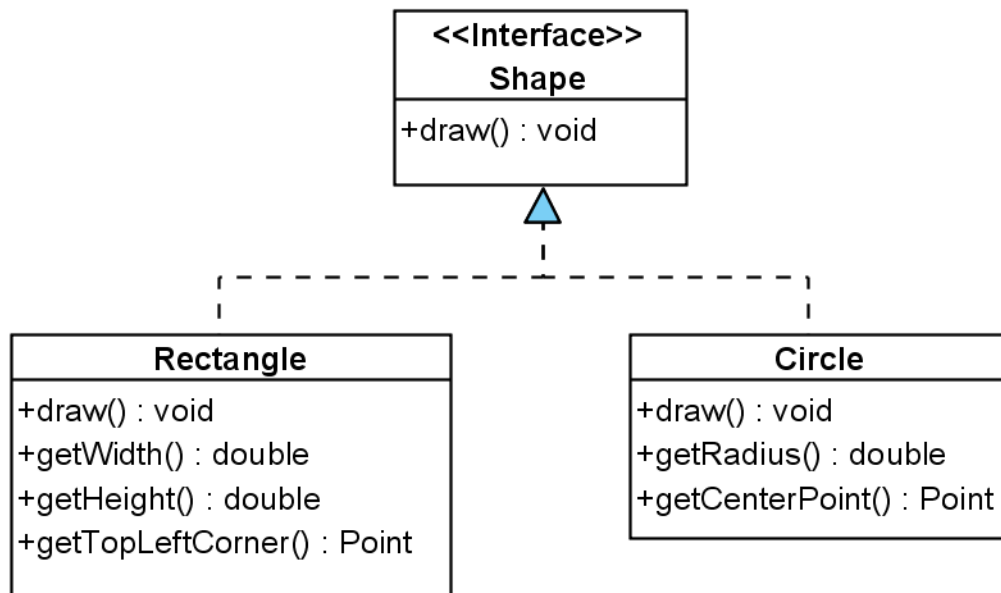 <<Interface>>
Shape
+draw() : void
Rectangle
+draw() : void
+getWidth() : double
+getHeight() : double
+getTopLeftCorner() : Point
Circle
+draw() : void
+getRadius() : double
+getCenterPoint() : Point